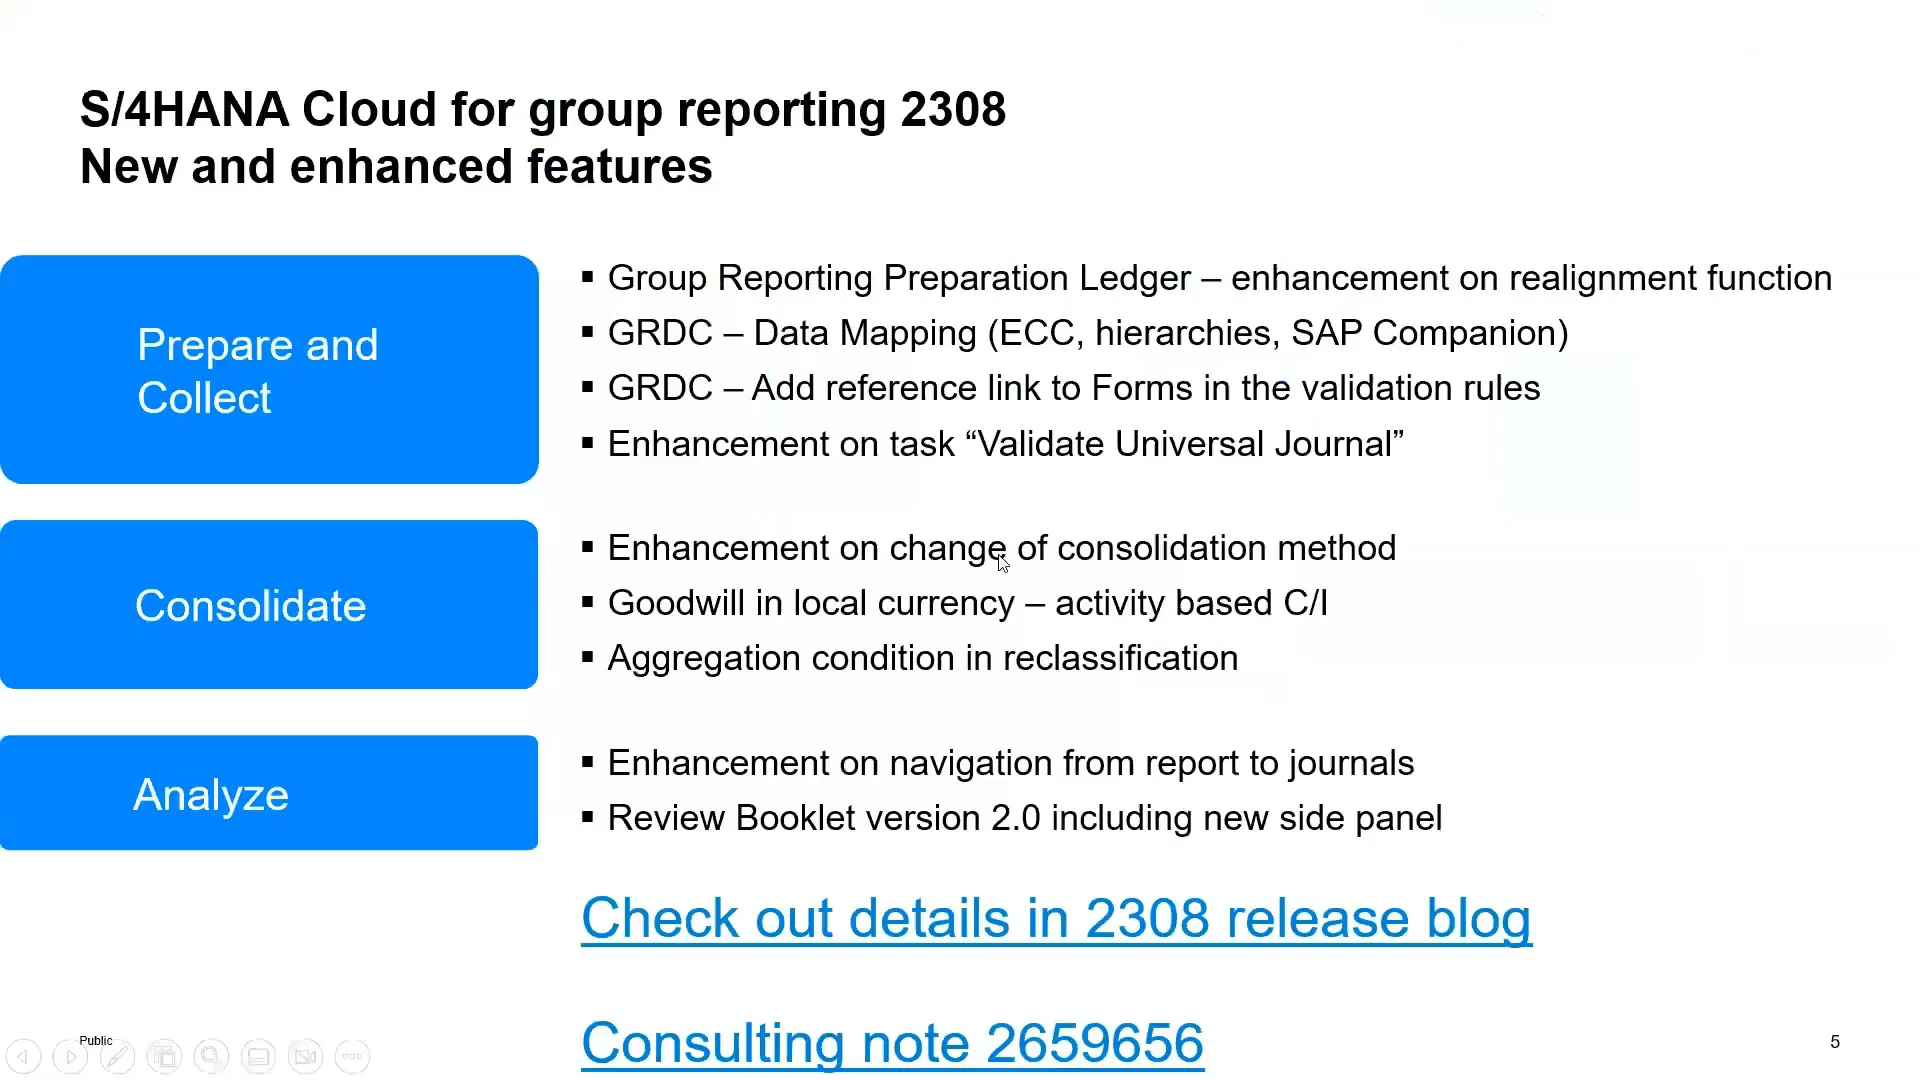 S/4HANA Cloud for group reporting 2308
New and enhanced features
Prepare and
Collect
▪ Group Reporting Preparation Ledger – enhancement on realignment function
▪ GRDC – Data Mapping (ECC, hierarchies, SAP Companion)
▪ GRDC – Add reference link to Forms in the validation rules
▪ Enhancement on task “Validate Universal Journal”
Consolidate
▪ Enhancement on change of consolidation method
▪ Goodwill in local currency – activity based C/I
▪ Aggregation condition in reclassification
Analyze
▪ Enhancement on navigation from report to journals
▪ Review Booklet version 2.0 including new side panel
Check out details in 2308 release blog
Consulting note 2659656
Public
5